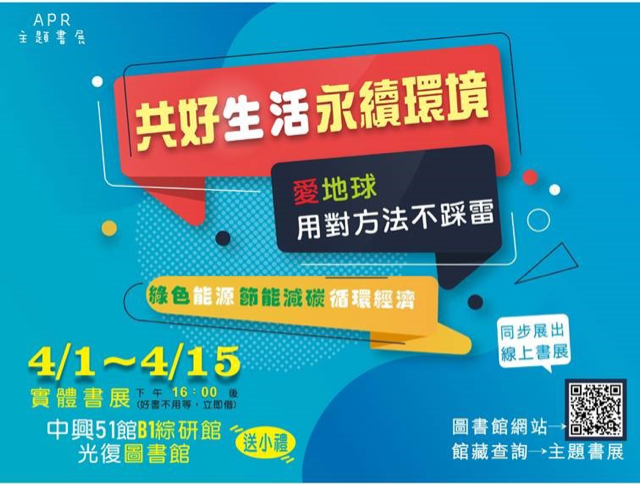 APR
主題書展
共好生活永續環境
愛地球
用對方法不踩雷
綠色能源節能減碳循環經濟
同步展出
線上書展
4/1～4/15
實體書展 下午16：00後
(好書不用等，立即借)
中興51館B1綜研館
光復圖書館
送小禮
圖書館網站→
館藏查詢→主題書展